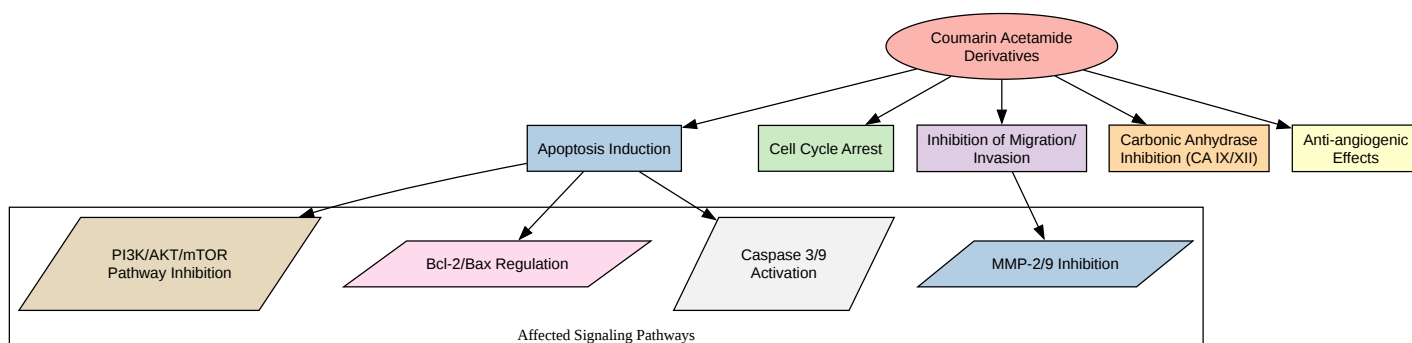 Coumarin Acetamide
Derivatives
Apoptosis Induction
Cell Cycle Arrest
Inhibition of Migration/
Invasion
Carbonic Anhydrase
Inhibition (CA IX/XII)
Anti-angiogenic
Effects
PI3K/AKT/mTOR
Pathway Inhibition
Bcl-2/Bax Regulation
Caspase 3/9
Activation
MMP-2/9 Inhibition
Affected Signaling Pathways